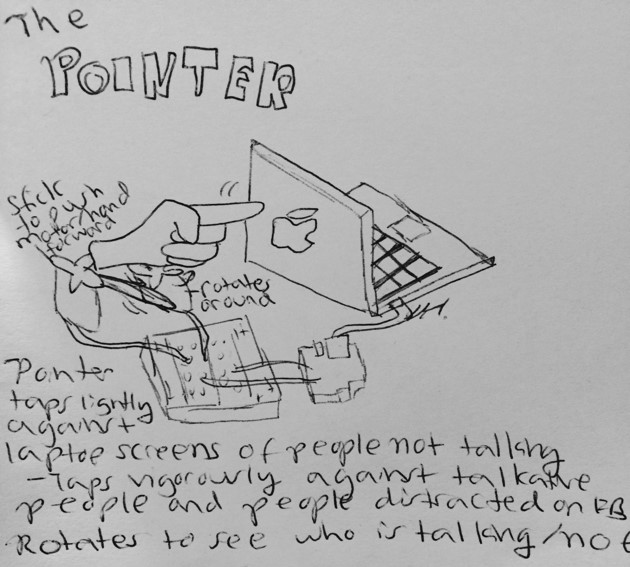 The
POINTER
Stick
to push
motor/hand
forward
rotates
around
Pointer
taps lightly
against
laptop screens of people not talking
- Taps vigorously against talkative
people and people distracted on FB
Rotates to see who is talking/not